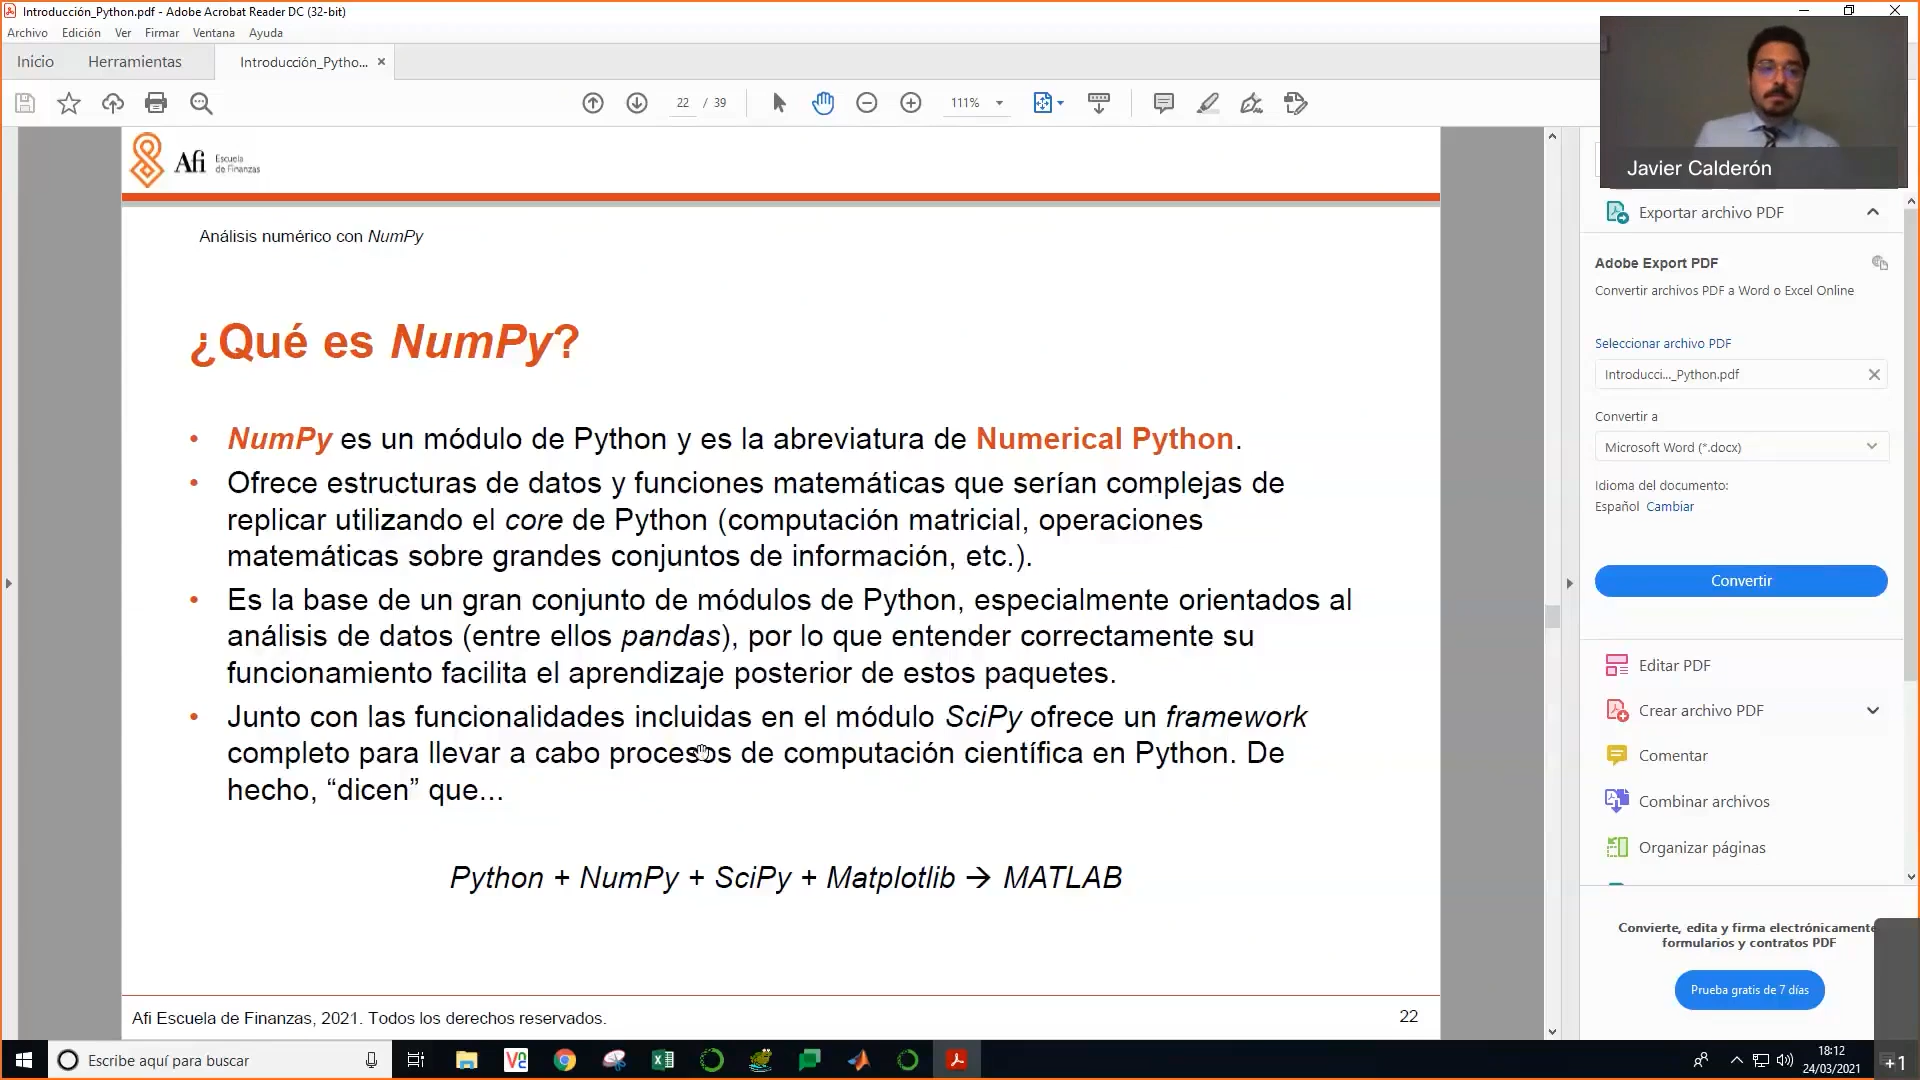 Introducción_Python.pdf - Adobe Acrobat Reader DC (32-bit)
Archivo Edición Ver Firmar Ventana Ayuda
Inicio Herramientas Introducción_Pytho... ×
22 / 39 111%
Javier Calderón
Afi Escuela
de Finanzas
Análisis numérico con NumPy
¿Qué es NumPy?
• NumPy es un módulo de Python y es la abreviatura de Numerical Python.
• Ofrece estructuras de datos y funciones matemáticas que serían complejas de
replicar utilizando el core de Python (computación matricial, operaciones
matemáticas sobre grandes conjuntos de información, etc.).
• Es la base de un gran conjunto de módulos de Python, especialmente orientados al
análisis de datos (entre ellos pandas), por lo que entender correctamente su
funcionamiento facilita el aprendizaje posterior de estos paquetes.
• Junto con las funcionalidades incluidas en el módulo SciPy ofrece un framework
completo para llevar a cabo procesos de computación científica en Python. De
hecho, “dicen” que...
Python + NumPy + SciPy + Matplotlib → MATLAB
Afi Escuela de Finanzas, 2021. Todos los derechos reservados.
22
Exportar archivo PDF
Adobe Export PDF
Convertir archivos PDF a Word o Excel Online
Seleccionar archivo PDF
Introducci..._Python.pdf
Convertir a
Microsoft Word (*.docx)
Idioma del documento:
Español Cambiar
Convertir
Editar PDF
Crear archivo PDF
Comentar
Combinar archivos
Organizar páginas
Convierte, edita y firma electrónicamente
formularios y contratos PDF
Prueba gratis de 7 días
Escribe aquí para buscar
18:12
24/03/2021
+1